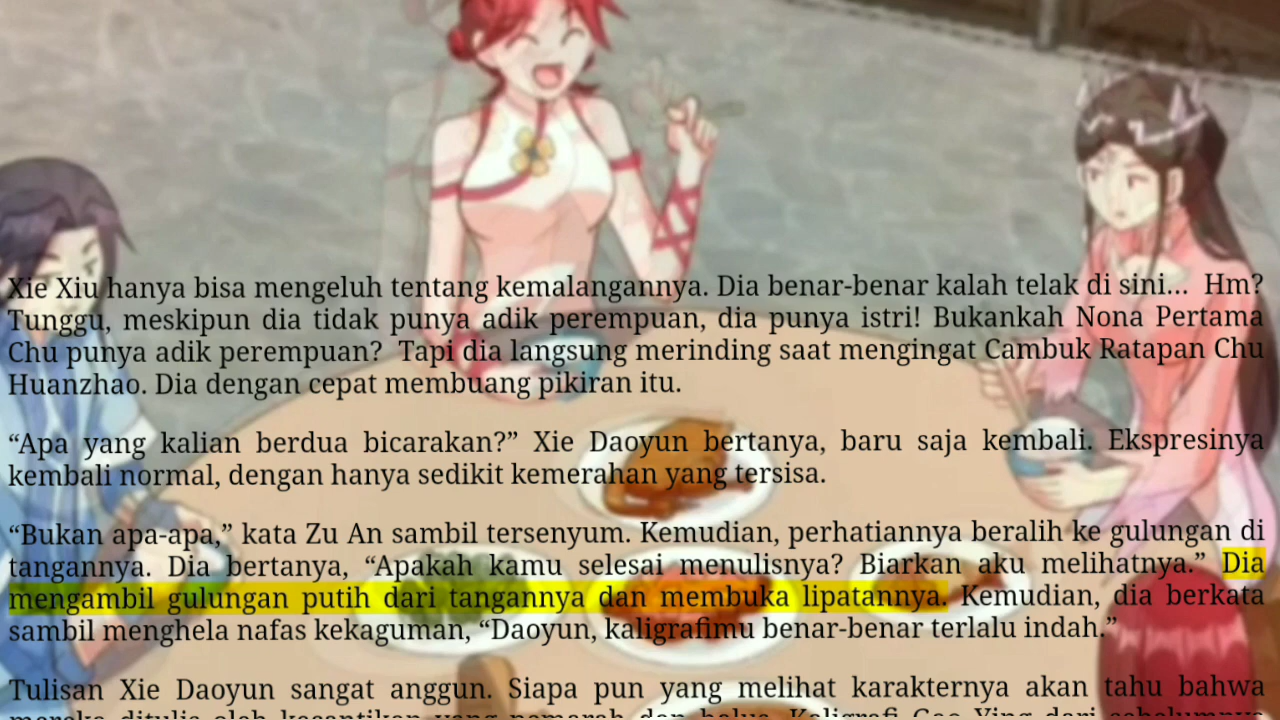 Xie Xiu hanya bisa mengeluh tentang kemalangannya. Dia benar-benar kalah telak di sini... Hm?
Tunggu, meskipun dia tidak punya adik perempuan, dia punya istri! Bukankah Nona Pertama
Chu punya adik perempuan? Tapi dia langsung merinding saat mengingat Cambuk Ratapan Chu
Huanzhao. Dia dengan cepat membuang pikiran itu.
“Apa yang kalian berdua bicarakan?” Xie Daoyun bertanya, baru saja kembali. Ekspresinya
kembali normal, dengan hanya sedikit kemerahan yang tersisa.
“Bukan apa-apa,” kata Zu An sambil tersenyum. Kemudian, perhatiannya beralih ke gulungan di
tangannya. Dia bertanya, “Apakah kamu selesai menulisnya? Biarkan aku melihatnya.” Dia
mengambil gulungan putih dari tangannya dan membuka lipatannya. Kemudian, dia berkata
sambil menghela nafas kekaguman, “Daoyun, kaligrafimu benar-benar terlalu indah.”
Tulisan Xie Daoyun sangat anggun. Siapa pun yang melihat karakternya akan tahu bahwa